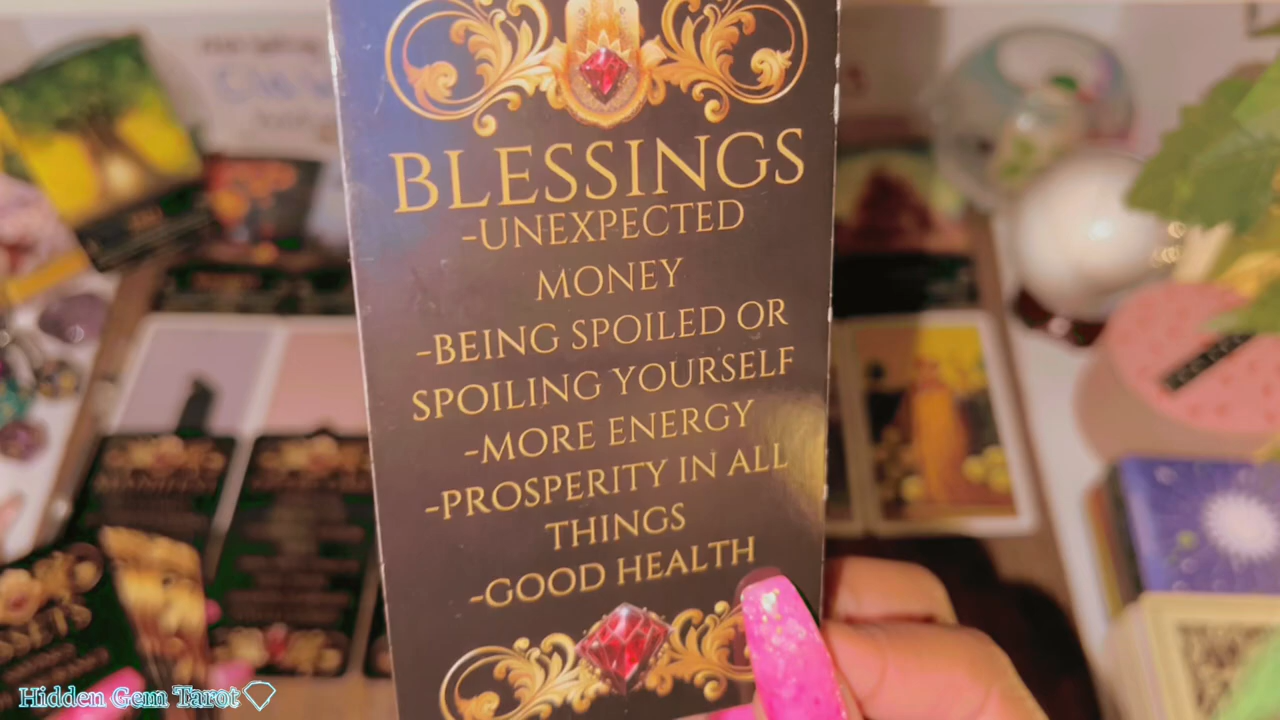 BLESSINGS
-UNEXPECTED
MONEY
-BEING SPOILED OR
SPOILING YOURSELF
-MORE ENERGY
-PROSPERITY IN ALL
THINGS
-GOOD HEALTH
Hidden Gem Tarot